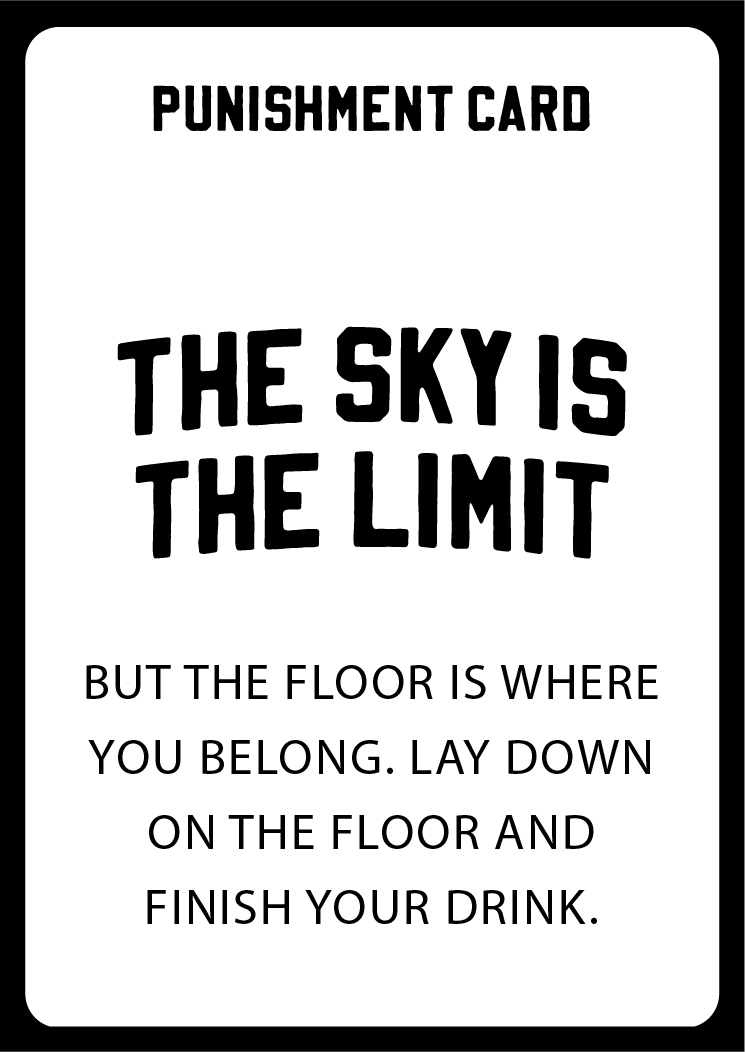 PUNISHMENT CARD
THE SKY IS
THE LIMIT
BUT THE FLOOR IS WHERE
YOU BELONG. LAY DOWN
ON THE FLOOR AND
FINISH YOUR DRINK.